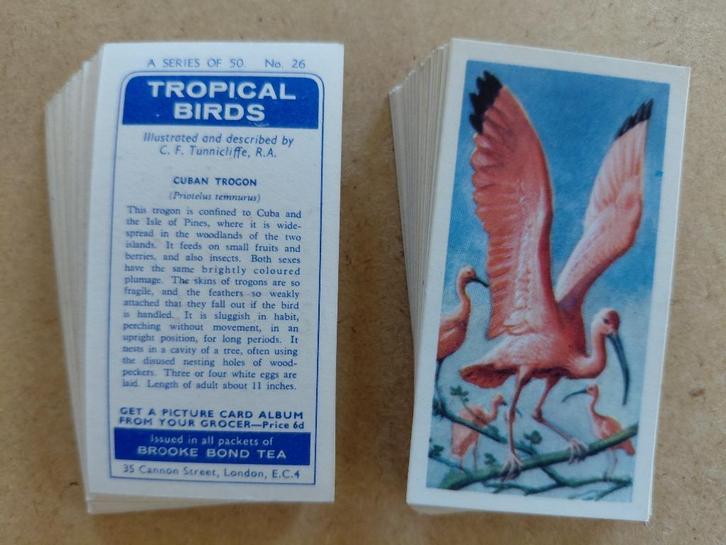 A SERIES OF 50. No. 26
TROPICAL
BIRDS
Illustrated and described by
C. F. Tunnicliffe, R.A.
CUBAN TROGON
(Priotelus temnurus)
This trogon is confined to Cuba and
the Isle of Pines, where it is wide-
spread in the woodlands of the two
islands. It feeds on small fruits and
berries, and also insects. Both sexes
have the same brightly coloured
plumage. The skins of trogons are so
fragile, and the feathers so weakly
attached that they fall out if the bird
is handled. It is sluggish in habit,
perching without movement, in an
upright position, for long periods. It
nests in a cavity of a tree, often using
the disused nesting holes of wood-
peckers. Three or four white eggs are
laid. Length of adult about 11 inches.
GET A PICTURE CARD ALBUM
FROM YOUR GROCER—Price 6d
Issued in all packets of
BROOKE BOND TEA
35 Cannon Street, London, E.C.4